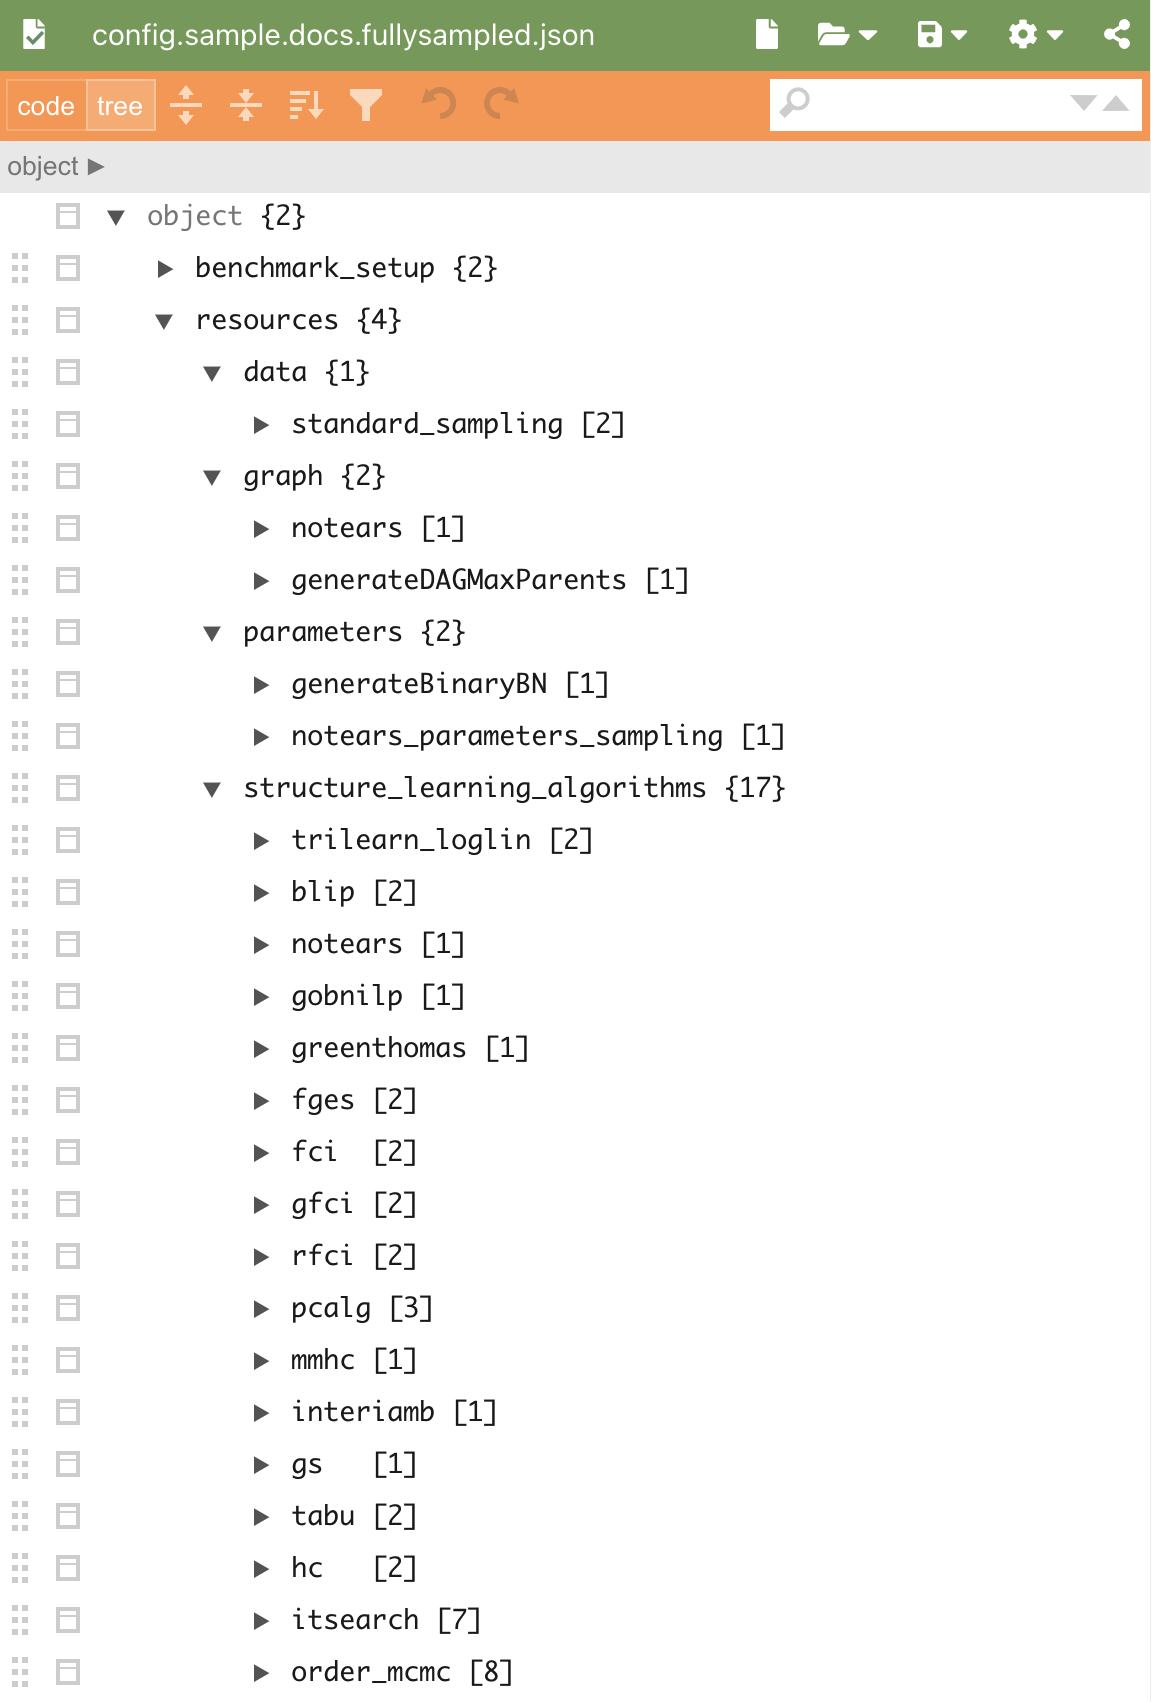 config.sample.docs.fullysampled.json
code tree
object
object {2}
benchmark_setup {2}
resources {4}
data {1}
standard_sampling [2]
graph {2}
notears [1]
generateDAGMaxParents [1]
parameters {2}
generateBinaryBN [1]
notears_parameters_sampling [1]
structure_learning_algorithms {17}
trilearn_loglin [2]
blip [2]
notears [1]
gobnilp [1]
greenthomas [1]
fges [2]
fci [2]
gfci [2]
rfci [2]
pcalg [3]
mmhc [1]
interiamb [1]
gs [1]
tabu [2]
hc [2]
itsearch [7]
order_mcmc [8]